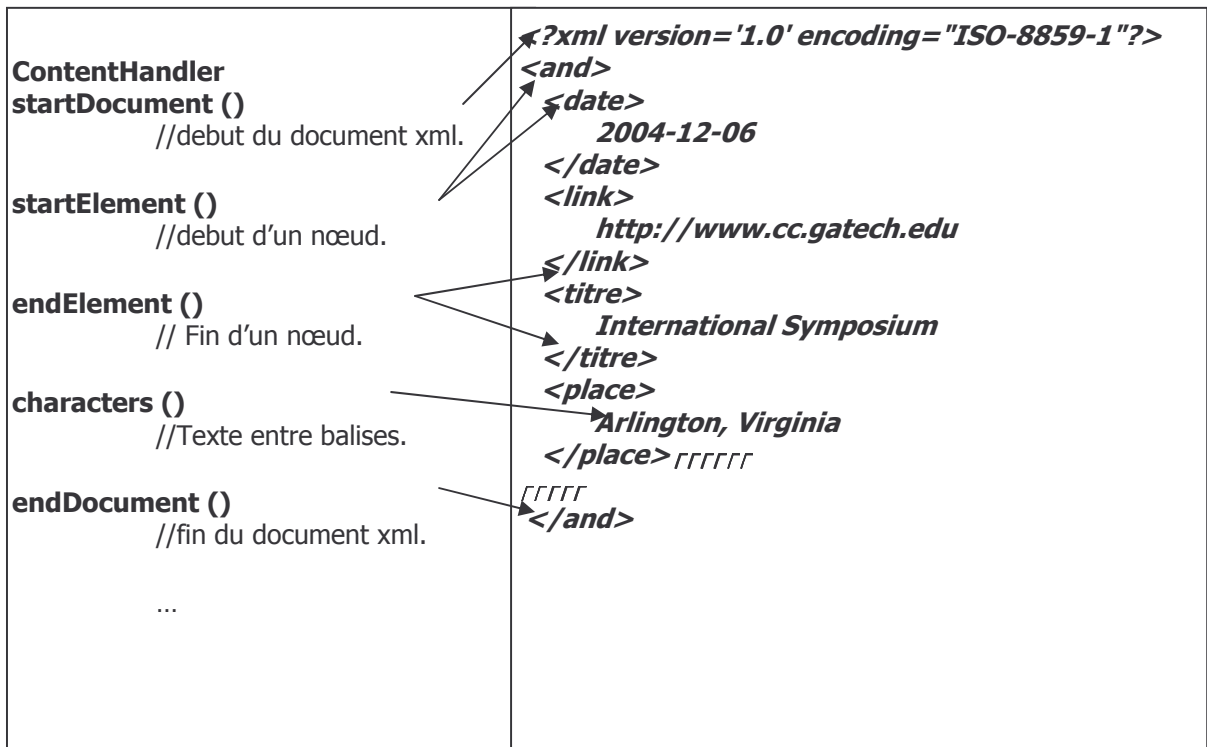 ContentHandler
startDocument ()
//debut du document xml.
startElement ()
//debut d'un nœud.
endElement ()
// Fin d'un nœud.
characters ()
//Texte entre balises.
endDocument ()
//fin du document xml.
…
<?xml version='1.0' encoding="ISO-8859-1"?>
<and>
<date>
2004-12-06
</date>
<link>
http://www.cc.gatech.edu
</link>
<titre>
International Symposium
</titre>
<place>
Arlington, Virginia
</place>
</and>